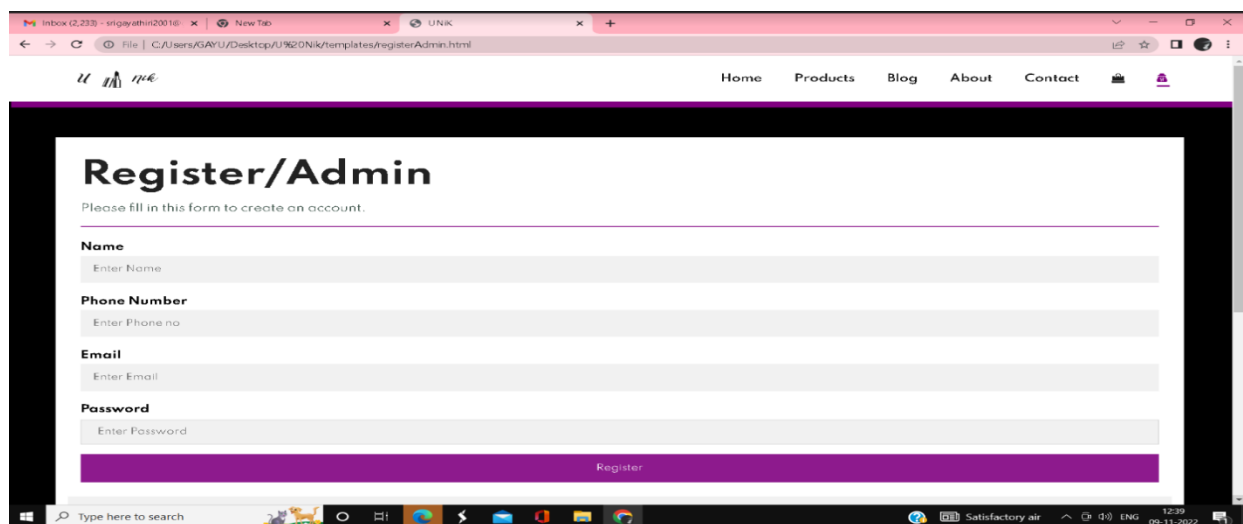 Inbox (2,233) - srigayathiri2001@
New Tab
UNIK
File | C:/Users/GAYU/Desktop/U%20Nik/templates/registerAdmin.html
U nik
Home Products Blog About Contact
Register/Admin
Please fill in this form to create an account.
Name
Enter Name
Phone Number
Enter Phone no
Email
Enter Email
Password
Enter Password
Register
Type here to search
Satisfactory air
ENG
12:39
09-11-2022